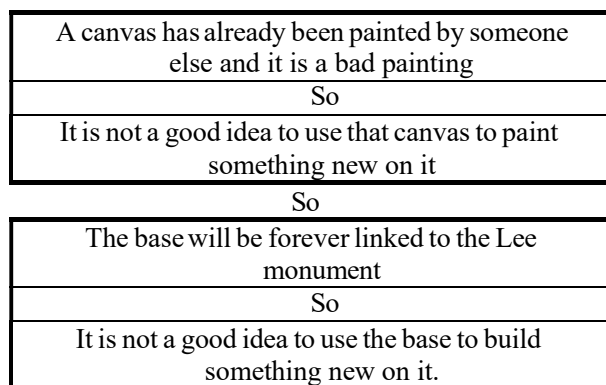 A canvas has already been painted by someone
else and it is a bad painting
So
It is not a good idea to use that canvas to paint
something new on it
So
The base will be forever linked to the Lee
monument
So
It is not a good idea to use the base to build
something new on it.